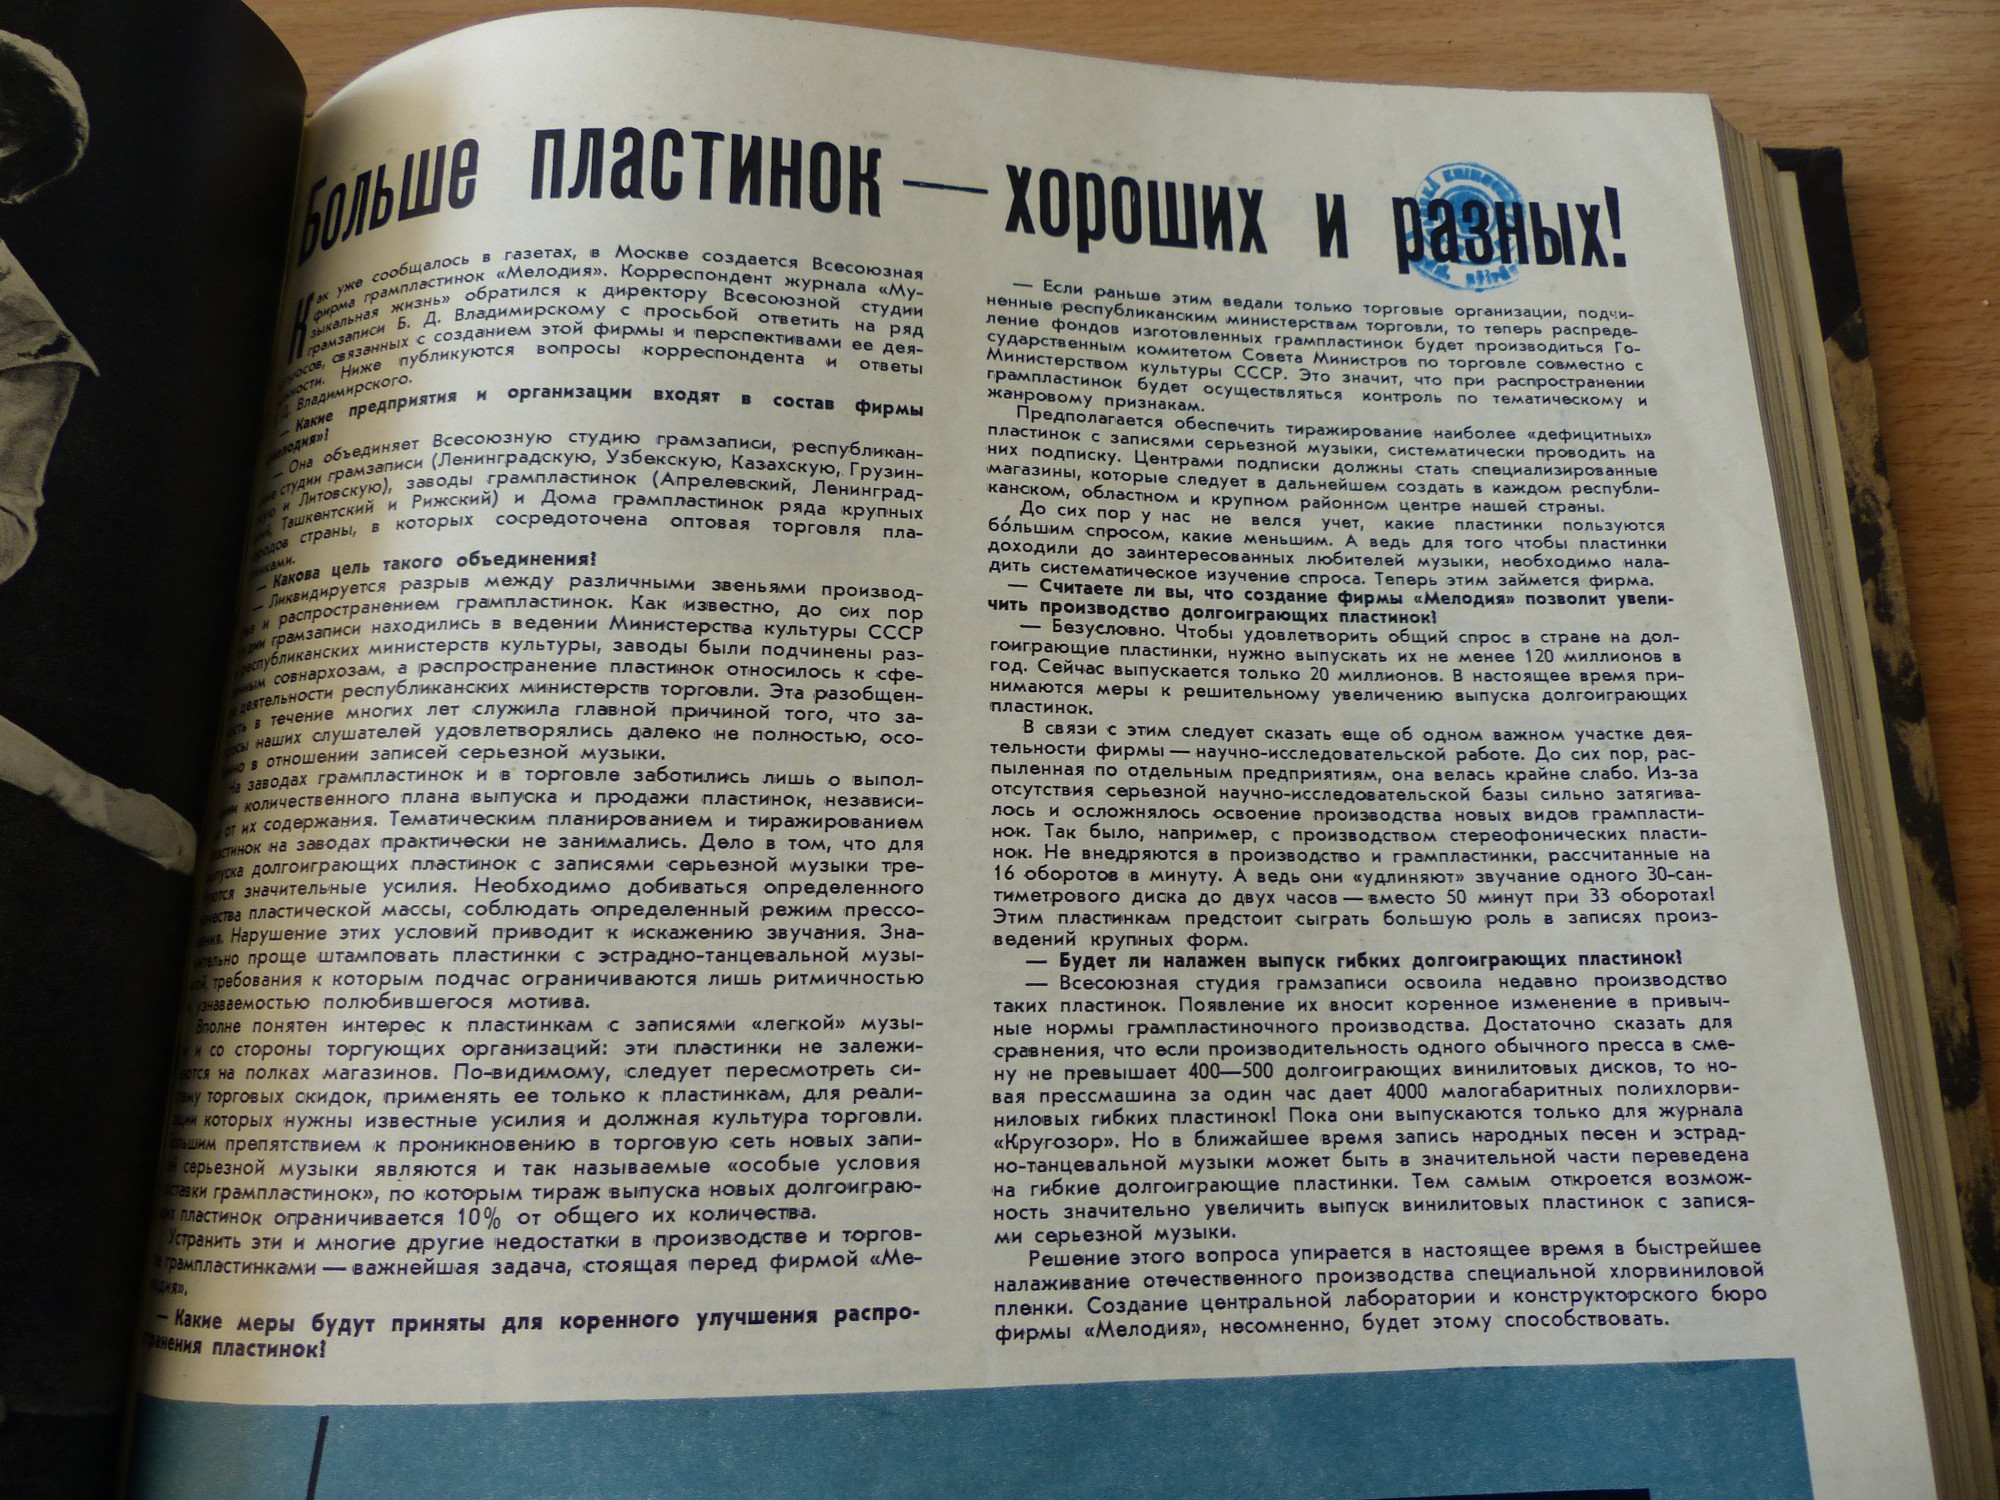 Больше пластинок — хороших и разных!
Как уже сообщалось в газетах, в Москве создается Всесоюзная
фирма грампластинок «Мелодия». Корреспондент журнала «Му-
зыкальная жизнь» обратился к директору Всесоюзной студии
грамзаписи Б. Д. Владимирскому с просьбой ответить на ряд
связанных с созданием этой фирмы и перспективами ее дея-
Ниже публикуются вопросы корреспондента и ответы
Владимирского.
— Какие предприятия и организации входят в состав фирмы
«Мелодия»?
— Она объединяет Всесоюзную студию грамзаписи, республикан-
студии грамзаписи (Ленинградскую, Узбекскую, Казахскую, Грузин-
и Литовскую), заводы грампластинок (Апрелевский, Ленинград-
Ташкентский и Рижский) и Дома грампластинок ряда крупных
страны, в которых сосредоточена оптовая торговля пла-
— Какова цель такого объединения?
— Ликвидируется разрыв между различными звеньями производ-
и распространением грампластинок. Как известно, до сих пор
грамзаписи находились в ведении Министерства культуры СССР
республиканских министерств культуры, заводы были подчинены раз-
совнархозам, а распространение пластинок относилось к сфе-
деятельности республиканских министерств торговли. Эта разобщен-
в течение многих лет служила главной причиной того, что за-
наших слушателей удовлетворялись далеко не полностью, осо-
в отношении записей серьезной музыки.
На заводах грампластинок и в торговле заботились лишь о выпол-
количественного плана выпуска и продажи пластинок, независи-
от их содержания. Тематическим планированием и тиражированием
на заводах практически не занимались. Дело в том, что для
долгоиграющих пластинок с записями серьезной музыки тре-
значительные усилия. Необходимо добиваться определенного
пластической массы, соблюдать определенный режим прессо-
Нарушение этих условий приводит к искажению звучания. Зна-
проще штамповать пластинки с эстрадно-танцевальной музы-
требования к которым подчас ограничиваются лишь ритмичностью
узнаваемостью полюбившегося мотива.
Вполне понятен интерес к пластинкам с записями «легкой» музы-
и со стороны торгующих организаций: эти пластинки не залежи-
на полках магазинов. По-видимому, следует пересмотреть си-
торговых скидок, применять ее только к пластинкам, для реали-
которых нужны известные усилия и должная культура торговли.
препятствием к проникновению в торговую сеть новых запи-
серьезной музыки являются и так называемые «особые условия
грампластинок», по которым тираж выпуска новых долгоиграю-
пластинок ограничивается 10% от общего их количества.
Устранить эти и многие другие недостатки в производстве и торгов-
грампластинками — важнейшая задача, стоящая перед фирмой «Ме-
— Какие меры будут приняты для коренного улучшения распро-
пластинок?
— Если раньше этим ведали только торговые организации, подчи-
ненные республиканским министерствам торговли, то теперь распреде-
ление фондов изготовленных грампластинок будет производиться Го-
сударственным комитетом Совета Министров по торговле совместно с
Министерством культуры СССР. Это значит, что при распространении
грампластинок будет осуществляться контроль по тематическому и
жанровому признакам.
Предполагается обеспечить тиражирование наиболее «дефицитных»
пластинок с записями серьезной музыки, систематически проводить на
них подписку. Центрами подписки должны стать специализированные
магазины, которые следует в дальнейшем создать в каждом республи-
канском, областном и крупном районном центре нашей страны.
До сих пор у нас не велся учет, какие пластинки пользуются
бо́льшим спросом, какие меньшим. А ведь для того чтобы пластинки
доходили до заинтересованных любителей музыки, необходимо нала-
дить систематическое изучение спроса. Теперь этим займется фирма.
— Считаете ли вы, что создание фирмы «Мелодия» позволит увели-
чить производство долгоиграющих пластинок?
— Безусловно. Чтобы удовлетворить общий спрос в стране на дол-
гоиграющие пластинки, нужно выпускать их не менее 120 миллионов в
год. Сейчас выпускается только 20 миллионов. В настоящее время при-
нимаются меры к решительному увеличению выпуска долгоиграющих
пластинок.
В связи с этим следует сказать еще об одном важном участке дея-
тельности фирмы — научно-исследовательской работе. До сих пор, рас-
пыленная по отдельным предприятиям, она велась крайне слабо. Из-за
отсутствия серьезной научно-исследовательской базы сильно затягива-
лось и осложнялось освоение производства новых видов грампласти-
нок. Так было, например, с производством стереофонических пласти-
нок. Не внедряются в производство и грампластинки, рассчитанные на
16 оборотов в минуту. А ведь они «удлиняют» звучание одного 30-сан-
тиметрового диска до двух часов — вместо 50 минут при 33 оборотах!
Этим пластинкам предстоит сыграть большую роль в записях произ-
ведений крупных форм.
— Будет ли налажен выпуск гибких долгоиграющих пластинок?
— Всесоюзная студия грамзаписи освоила недавно производство
таких пластинок. Появление их вносит коренное изменение в привыч-
ные нормы грампластиночного производства. Достаточно сказать для
сравнения, что если производительность одного обычного пресса в сме-
ну не превышает 400—500 долгоиграющих винилитовых дисков, то но-
вая прессмашина за один час дает 4000 малогабаритных полихлорви-
ниловых гибких пластинок! Пока они выпускаются только для журнала
«Кругозор». Но в ближайшее время запись народных песен и эстрад-
но-танцевальной музыки может быть в значительной части переведена
на гибкие долгоиграющие пластинки. Тем самым откроется возмож-
ность значительно увеличить выпуск винилитовых пластинок с запися-
ми серьезной музыки.
Решение этого вопроса упирается в настоящее время в быстрейшее
налаживание отечественного производства специальной хлорвиниловой
пленки. Создание центральной лаборатории и конструкторского бюро
фирмы «Мелодия», несомненно, будет этому способствовать.